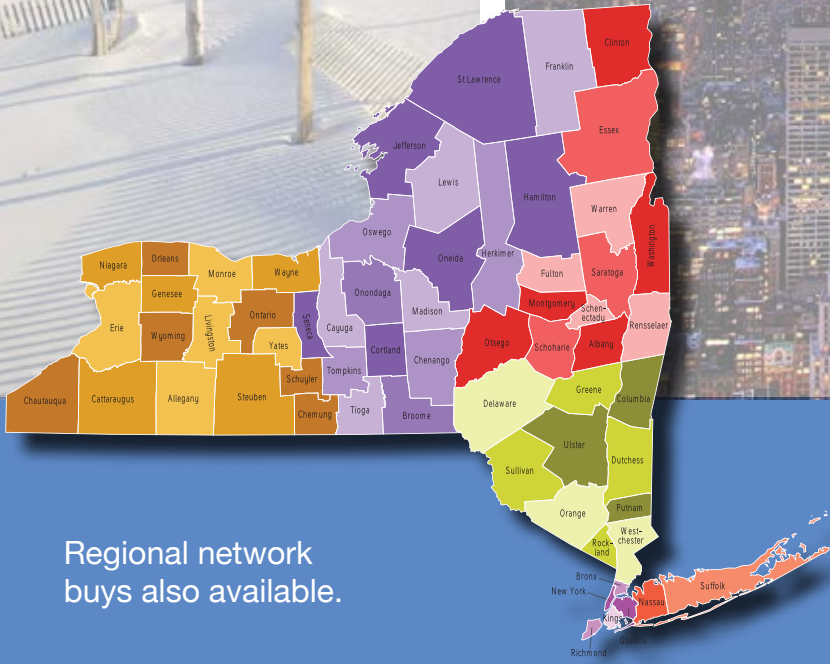 Clinton
Franklin
St Lawrence
Essex
Jefferson
Lewis
Hamilton
Warren
Washington
Oswego
Oneida
Herkimer
Fulton
Saratoga
Niagara
Orleans
Monroe
Wayne
Genesee
Onondaga
Madison
Montgomery
Schen-
ectady
Rensselaer
Erie
Wyoming
Livingston
Ontario
Seneca
Cayuga
Yates
Cortland
Chenango
Otsego
Schoharie
Albany
Schuyler
Tompkins
Chautauqua
Cattaraugus
Allegany
Steuben
Chemung
Tioga
Broome
Delaware
Greene
Columbia
Ulster
Sullivan
Dutchess
Orange
Putnam
West-
chester
Rock-
land
Bronx
New York
Nassau
Suffolk
Kings
Queens
Richmond
Regional network
buys also available.